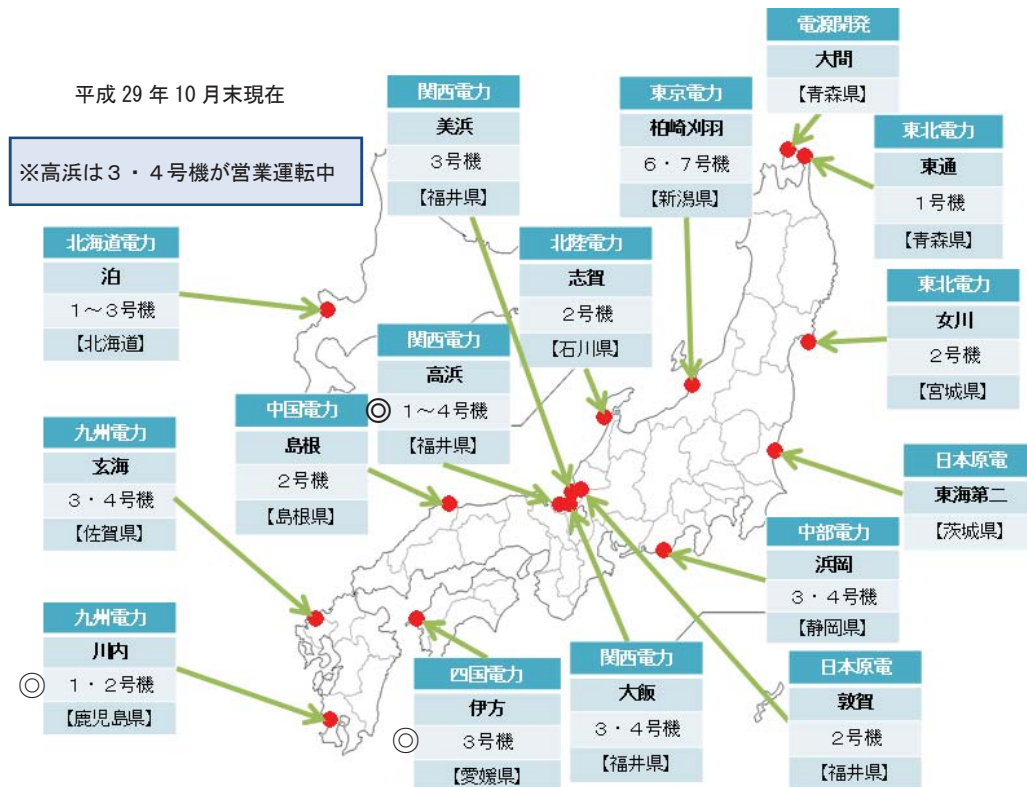 平成 29 年 10 月末現在
※高浜は３・４号機が営業運転中
電源開発
大間
【青森県】
関西電力
美浜
３号機
【福井県】
東京電力
柏崎刈羽
６・７号機
【新潟県】
東北電力
東通
１号機
【青森県】
北海道電力
泊
１～３号機
【北海道】
北陸電力
志賀
２号機
【石川県】
東北電力
女川
２号機
【宮城県】
関西電力
高浜
◎ １～４号機
【福井県】
中国電力
島根
２号機
【島根県】
九州電力
玄海
３・４号機
【佐賀県】
日本原電
東海第二
【茨城県】
中部電力
浜岡
３・４号機
【静岡県】
九州電力
川内
◎ １・２号機
【鹿児島県】
四国電力
伊方
◎ ３号機
【愛媛県】
関西電力
大飯
３・４号機
【福井県】
日本原電
敦賀
２号機
【福井県】